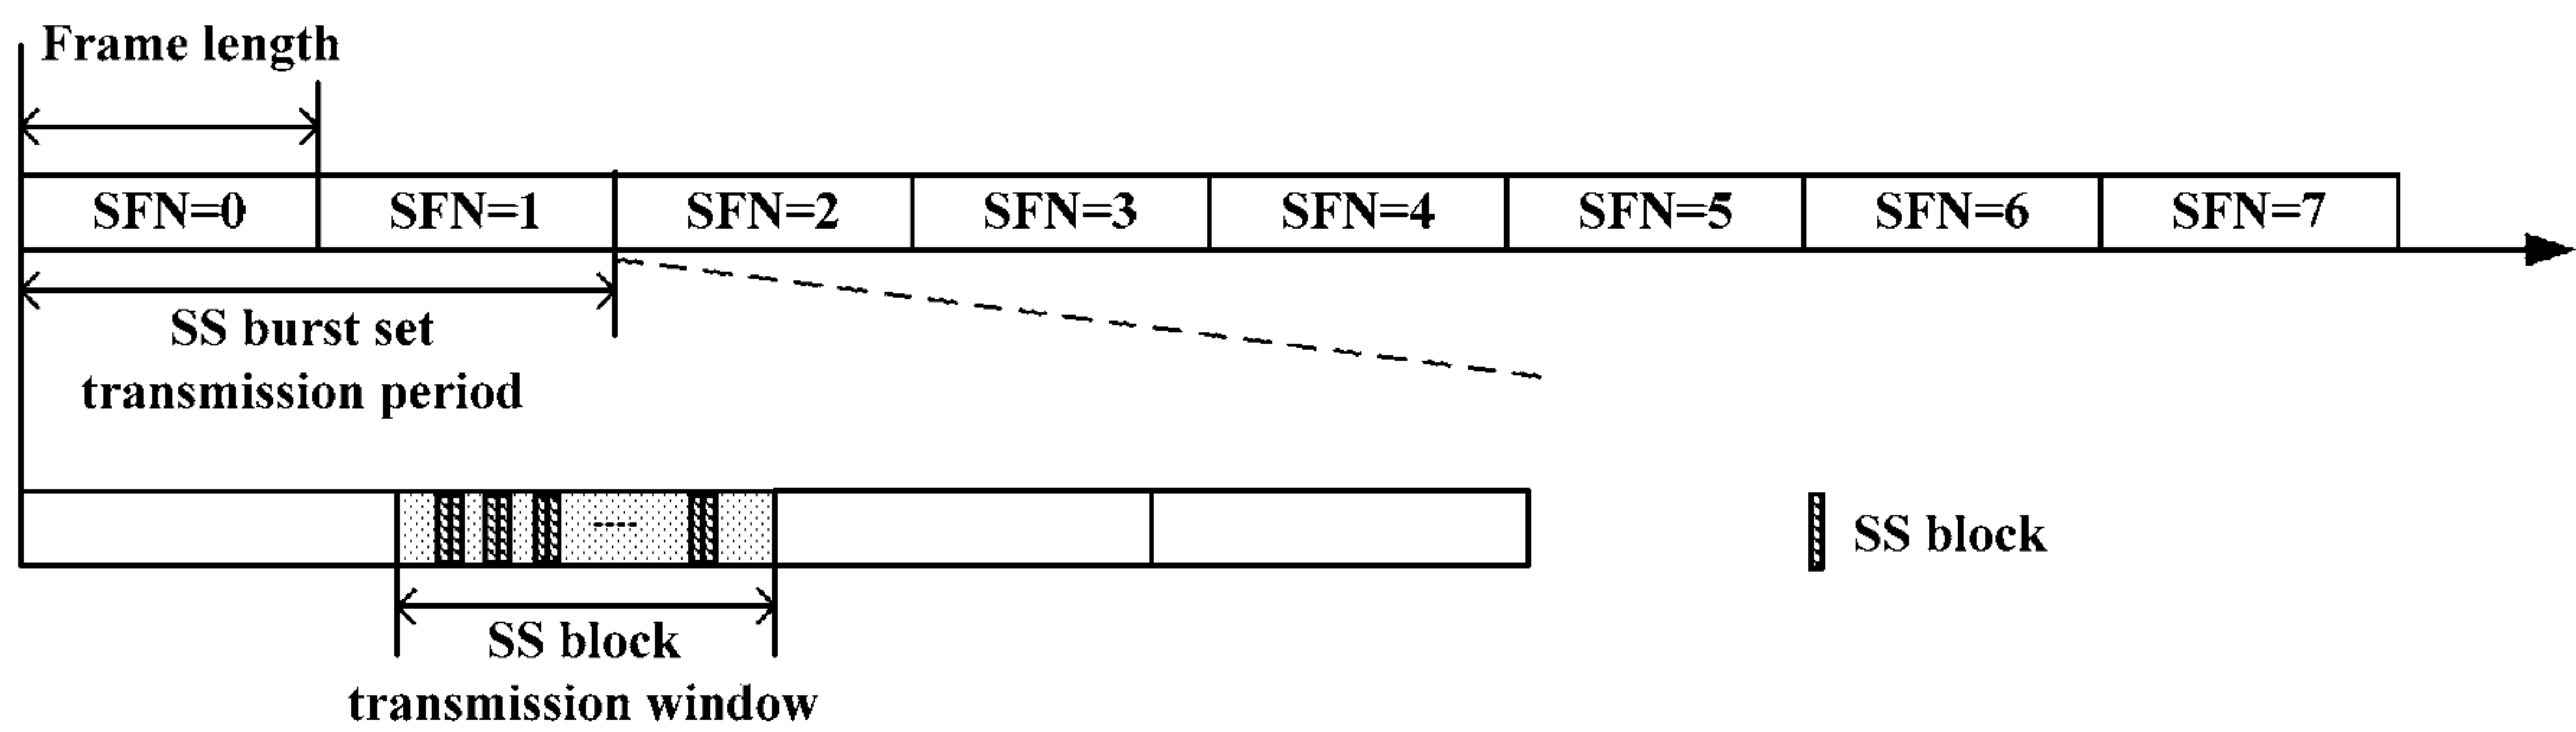 Frame length
SFN=0 SFN=1 SFN=2 SFN=3 SFN=4 SFN=5 SFN=6 SFN=7
SS burst set
transmission period
SS block
SS block
transmission window